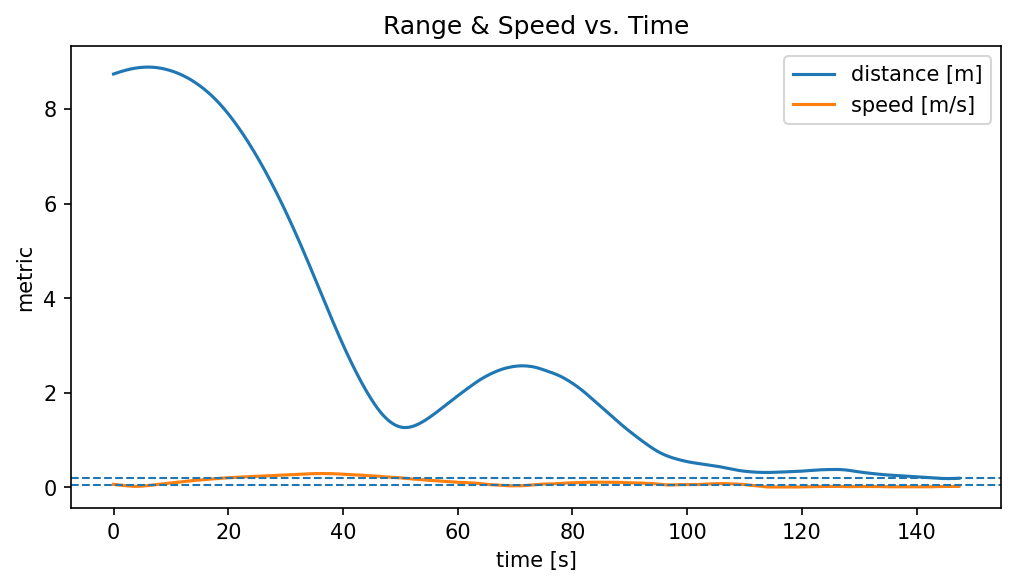 Range & Speed vs. Time
distance [m]
speed [m/s]
metric
8
6
4
2
0
0 20 40 60 80 100 120 140
time [s]